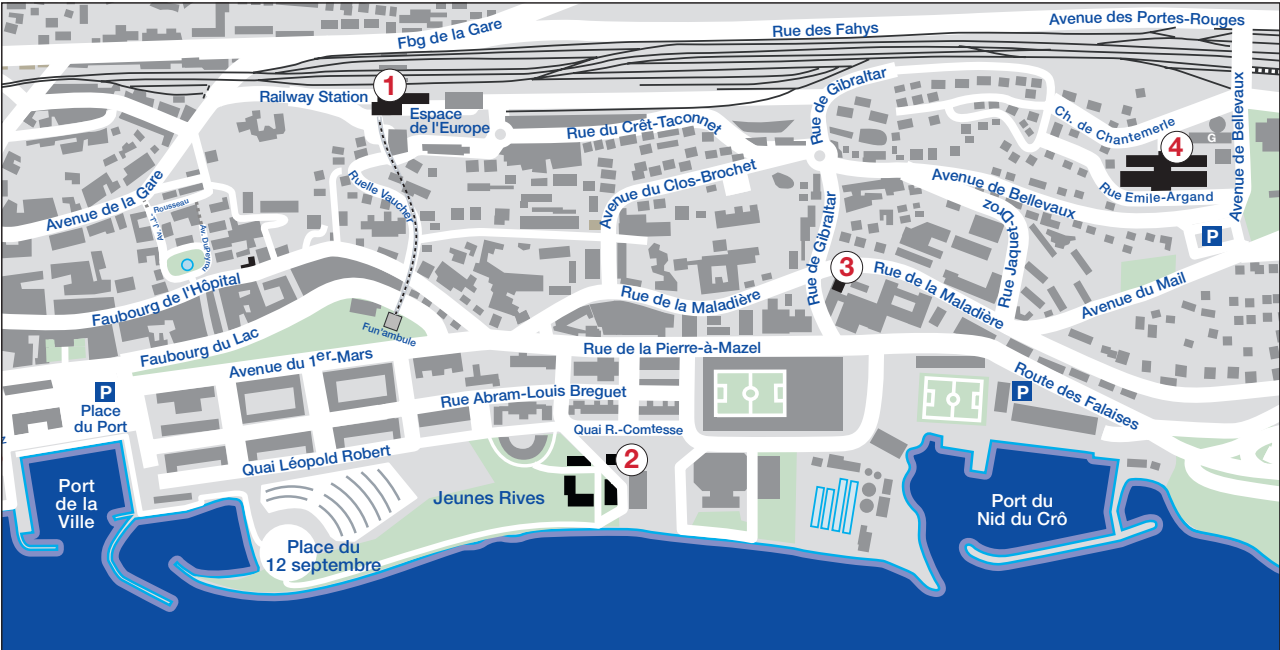 Fbg de la Gare
Rue des Fahys
Avenue des Portes-Rouges
1
Railway Station
Espace
de l'Europe
Rue du Crêt-Taconnet
Rue de Gibraltar
Ch. de Chantemerle
G
4
Avenue de Bellevaux
Avenue de la Gare
Rousseau
Av. J.J.
Av. DuPeyrou
Ruelle Vaucher
Avenue du Clos-Brochet
Avenue de Bellevaux
Rue Emile-Argand
P
Rue Jaquet-Droz
Rue de Gibraltar
3
Faubourg de l'Hôpital
Rue de la Maladière
Rue de la Maladière
Avenue du Mail
Fun'ambule
Faubourg du Lac
Avenue du 1er-Mars
Rue de la Pierre-à-Mazel
Route des Falaises
P
P
Place
du Port
Rue Abram-Louis Breguet
Quai R.-Comtesse
z
Quai Léopold Robert
2
Port
de la
Ville
Jeunes Rives
Port du
Nid du Crô
Place du
12 septembre